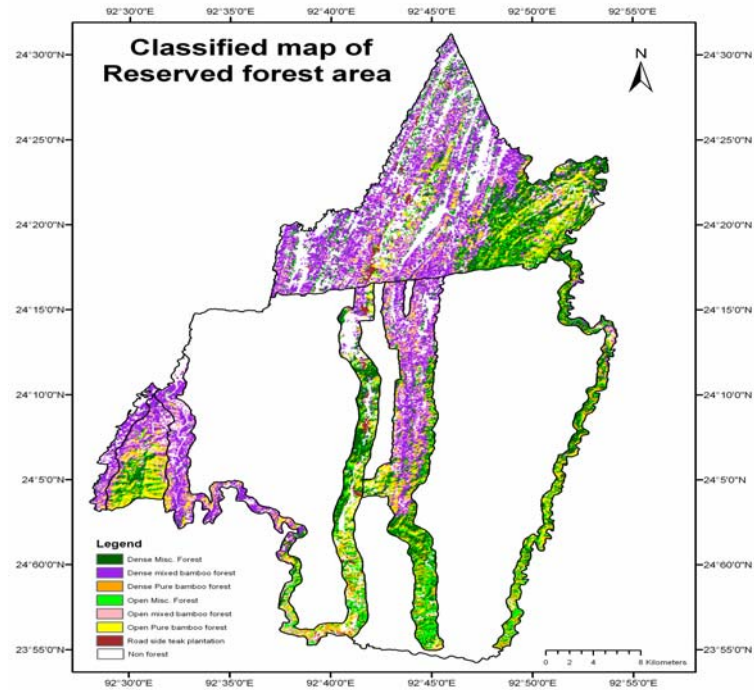 92°30'0"E 92°35'0"E 92°40'0"E 92°45'0"E 92°50'0"E 92°55'0"E
Classified map of
Reserved forest area
N
24°30'0"N 24°30'0"N
24°25'0"N 24°25'0"N
24°20'0"N 24°20'0"N
24°15'0"N 24°15'0"N
24°10'0"N 24°10'0"N
24°5'0"N 24°5'0"N
24°60'0"N 24°60'0"N
23°55'0"N 23°55'0"N
Legend
Dense Misc. Forest
Dense mixed bamboo forest
Dense Pure bamboo forest
Open Misc. Forest
Open mixed bamboo forest
Open Pure bamboo forest
Road side teak plantation
Non forest
0 2 4 8 Kilometers
92°30'0"E 92°35'0"E 92°40'0"E 92°45'0"E 92°50'0"E 92°55'0"E